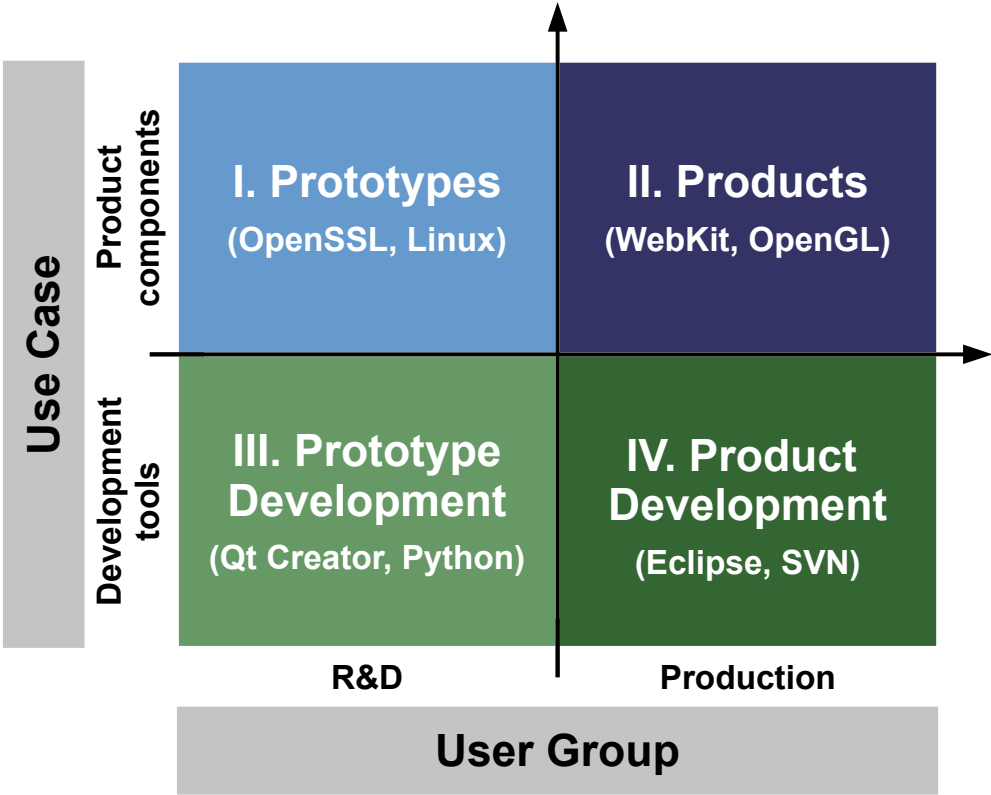 Use Case
Product
components
I. Prototypes
(OpenSSL, Linux)
II. Products
(WebKit, OpenGL)
Development
tools
III. Prototype
Development
(Qt Creator, Python)
IV. Product
Development
(Eclipse, SVN)
R&D
Production
User Group